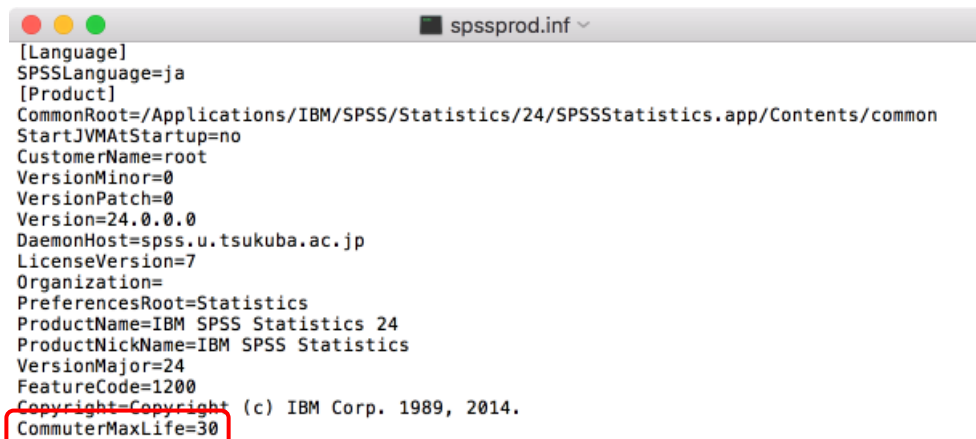 spssprod.inf
[Language]
SPSSLanguage=ja
[Product]
CommonRoot=/Applications/IBM/SPSS/Statistics/24/SPSSStatistics.app/Contents/common
StartJVMAtStartup=no
CustomerName=root
VersionMinor=0
VersionPatch=0
Version=24.0.0.0
DaemonHost=spss.u.tsukuba.ac.jp
LicenseVersion=7
Organization=
PreferencesRoot=Statistics
ProductName=IBM SPSS Statistics 24
ProductNickName=IBM SPSS Statistics
VersionMajor=24
FeatureCode=1200
Copyright=Copyright (c) IBM Corp. 1989, 2014.
CommuterMaxLife=30